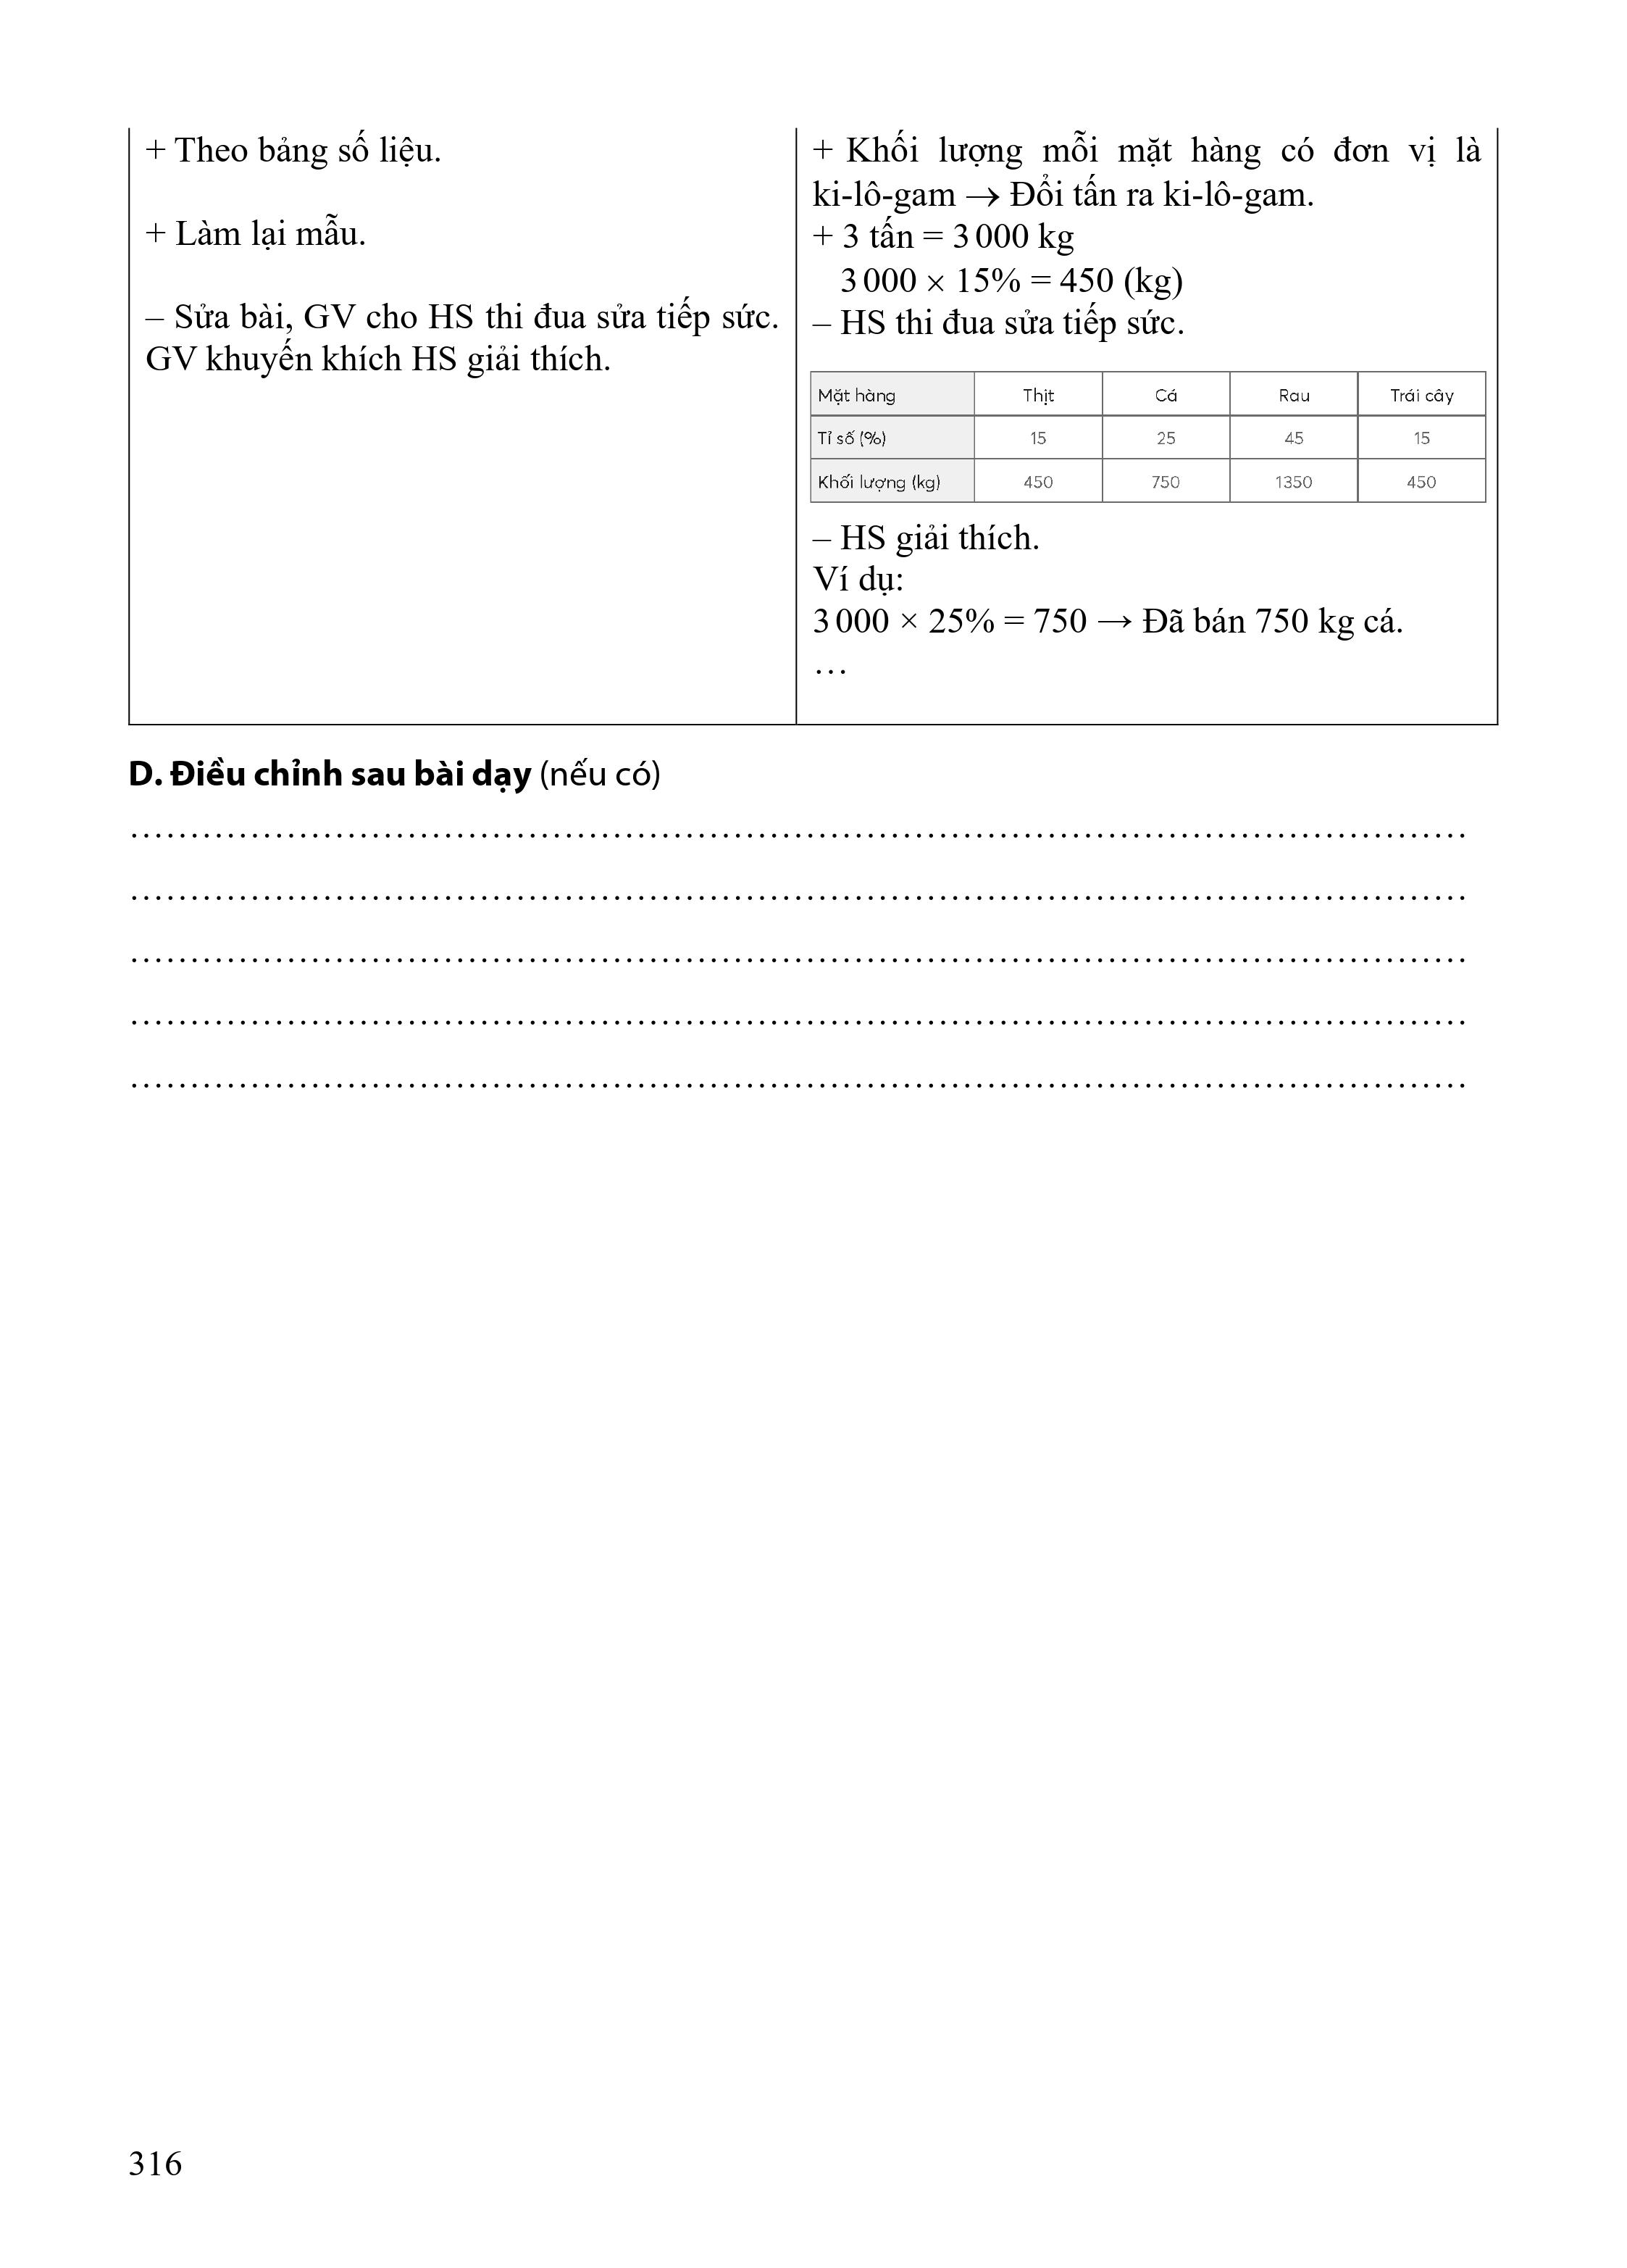 + Theo bảng số liệu.
+ Làm lại mẫu.
– Sửa bài, GV cho HS thi đua sửa tiếp sức.
GV khuyến khích HS giải thích.
+ Khối lượng mỗi mặt hàng có đơn vị là
ki-lô-gam → Đổi tấn ra ki-lô-gam.
+ 3 tấn = 3 000 kg
3 000 × 15% = 450 (kg)
– HS thi đua sửa tiếp sức.
Mặt hàng Thịt Cá Rau Trái cây
Tỉ số (%) 15 25 45 15
Khối lượng (kg) 450 750 1350 450
– HS giải thích.
Ví dụ:
3 000 × 25% = 750 → Đã bán 750 kg cá.
…
D. Điều chỉnh sau bài dạy (nếu có)
316